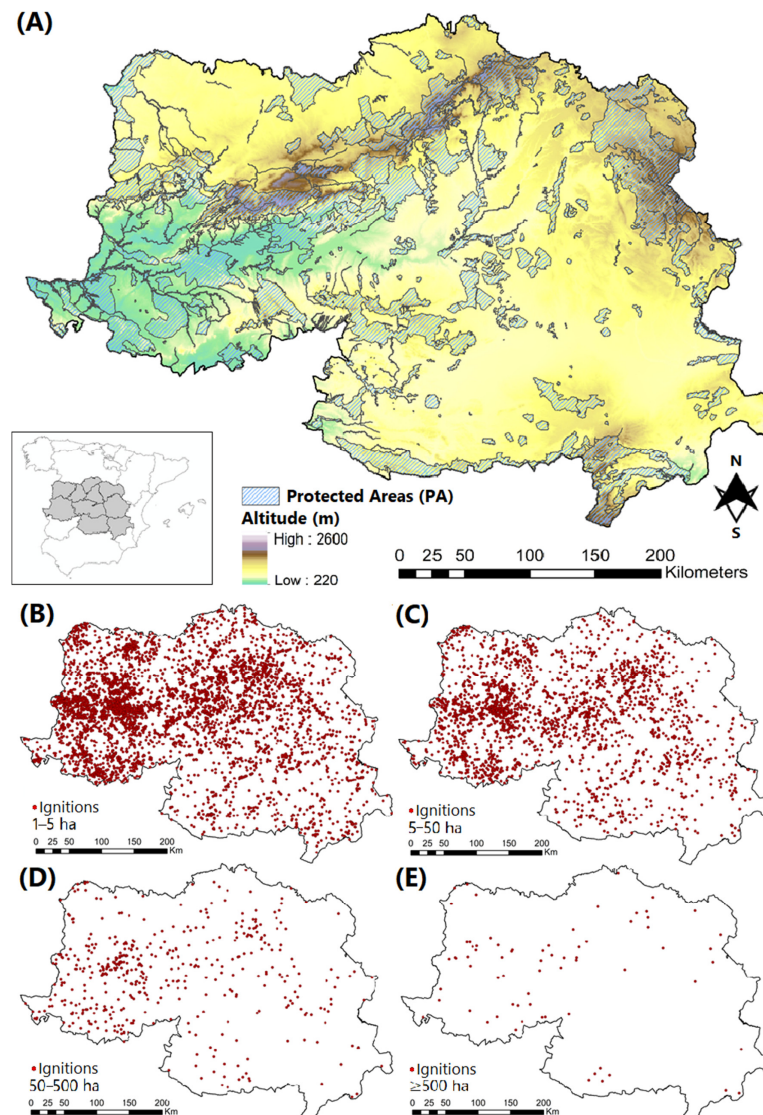 (A)
Protected Areas (PA)
Altitude (m)
High : 2600
Low : 220
N
S
0 25 50 100 150 200
Kilometers
(B)
Ignitions
1–5 ha
0 25 50 100 150 200
Km
(C)
Ignitions
5–50 ha
0 25 50 100 150 200
Km
(D)
Ignitions
50–500 ha
0 25 50 100 150 200
Km
(E)
Ignitions
≥500 ha
0 25 50 100 150 200
Km